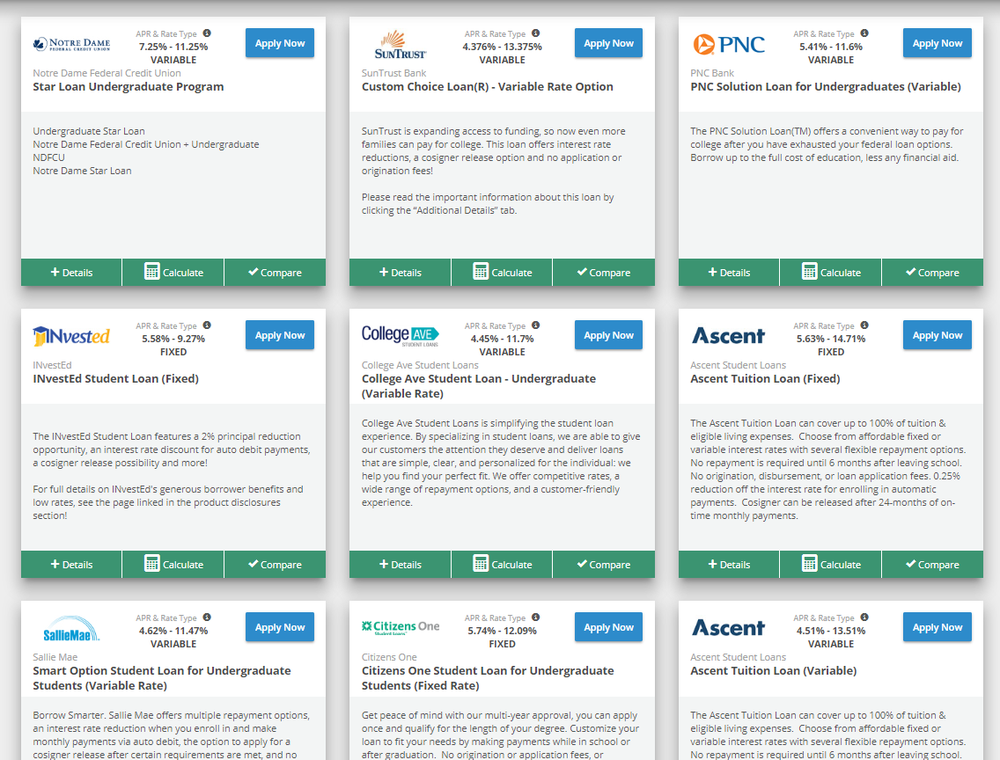 NOTRE DAME
FEDERAL CREDIT UNION
APR & Rate Type
7.25% - 11.25%
VARIABLE
Apply Now
Notre Dame Federal Credit Union
Star Loan Undergraduate Program
Undergraduate Star Loan
Notre Dame Federal Credit Union + Undergraduate
NDFCU
Notre Dame Star Loan
+ Details
Calculate
Compare
SUNTRUST
APR & Rate Type
4.376% - 13.375%
VARIABLE
Apply Now
SunTrust Bank
Custom Choice Loan(R) - Variable Rate Option
SunTrust is expanding access to funding, so now even more
families can pay for college. This loan offers interest rate
reductions, a cosigner release option and no application or
origination fees!
Please read the important information about this loan by
clicking the “Additional Details” tab.
+ Details
Calculate
Compare
PNC
APR & Rate Type
5.41% - 11.6%
VARIABLE
Apply Now
PNC Bank
PNC Solution Loan for Undergraduates (Variable)
The PNC Solution Loan(TM) offers a convenient way to pay for
college after you have exhausted your federal loan options.
Borrow up to the full cost of education, less any financial aid.
+ Details
Calculate
Compare
INvested
APR & Rate Type
5.58% - 9.27%
FIXED
Apply Now
INvestEd
INvestEd Student Loan (Fixed)
The INvestEd Student Loan features a 2% principal reduction
opportunity, an interest rate discount for auto debit payments,
a cosigner release possibility and more!
For full details on INvestEd's generous borrower benefits and
low rates, see the page linked in the product disclosures
section!
+ Details
Calculate
Compare
College AVE
STUDENT LOANS
APR & Rate Type
4.45% - 11.7%
VARIABLE
Apply Now
College Ave Student Loans
College Ave Student Loan - Undergraduate
(Variable Rate)
College Ave Student Loans is simplifying the student loan
experience. By specializing in student loans, we are able to give
our customers the attention they deserve and deliver loans
that are simple, clear, and personalized for the individual: we
help you find your perfect fit. We offer competitive rates, a
wide range of repayment options, and a customer-friendly
experience.
+ Details
Calculate
Compare
Ascent
APR & Rate Type
5.63% - 14.71%
FIXED
Apply Now
Ascent Student Loans
Ascent Tuition Loan (Fixed)
The Ascent Tuition Loan can cover up to 100% of tuition &
eligible living expenses. Choose from affordable fixed or
variable interest rates with several flexible repayment options.
No repayment is required until 6 months after leaving school.
No origination, disbursement, or loan application fees. 0.25%
reduction off the interest rate for enrolling in automatic
payments. Cosigner can be released after 24-months of on-
time monthly payments.
+ Details
Calculate
Compare
SallieMae
APR & Rate Type
4.62% - 11.47%
VARIABLE
Apply Now
Sallie Mae
Smart Option Student Loan for Undergraduate
Students (Variable Rate)
Borrow Smarter. Sallie Mae offers multiple repayment options,
an interest rate reduction when you enroll in and make
monthly payments via auto debit, the option to apply for a
cosigner release after certain requirements are met, and no
Citizens One
Student Loans
APR & Rate Type
5.74% - 12.09%
FIXED
Apply Now
Citizens One
Citizens One Student Loan for Undergraduate
Students (Fixed Rate)
Get peace of mind with our multi-year approval, you can apply
once and qualify for the length of your degree. Customize your
loan to fit your needs by making payments while in school or
after graduation. No origination or application fees, or
Ascent
APR & Rate Type
4.51% - 13.51%
VARIABLE
Apply Now
Ascent Student Loans
Ascent Tuition Loan (Variable)
The Ascent Tuition Loan can cover up to 100% of tuition &
eligible living expenses. Choose from affordable fixed or
variable interest rates with several flexible repayment options.
No repayment is required until 6 months after leaving school.